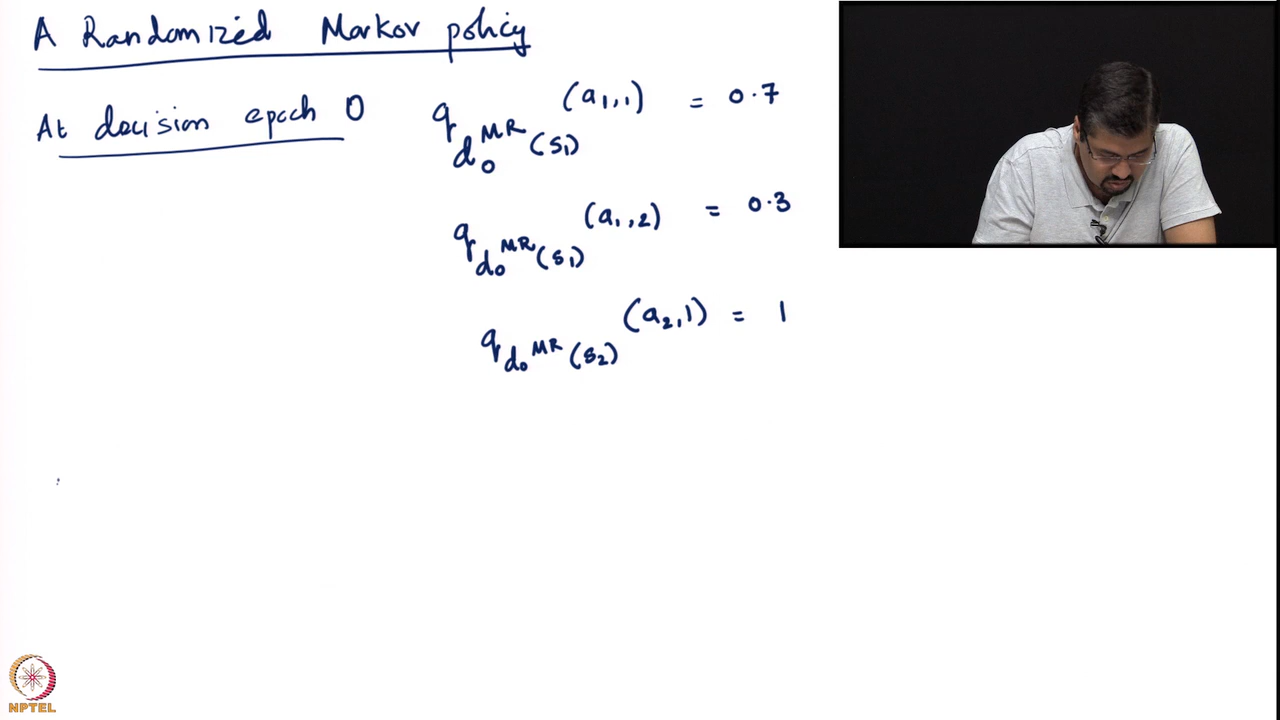 A Randomized Markov policy
At decision epoch 0 q_{d_0^{MR}(s_1)}(a_{1,1}) = 0.7
q_{d_0^{MR}(s_1)}(a_{1,2}) = 0.3
q_{d_0^{MR}(s_2)}(a_{2,1}) = 1
NPTEL